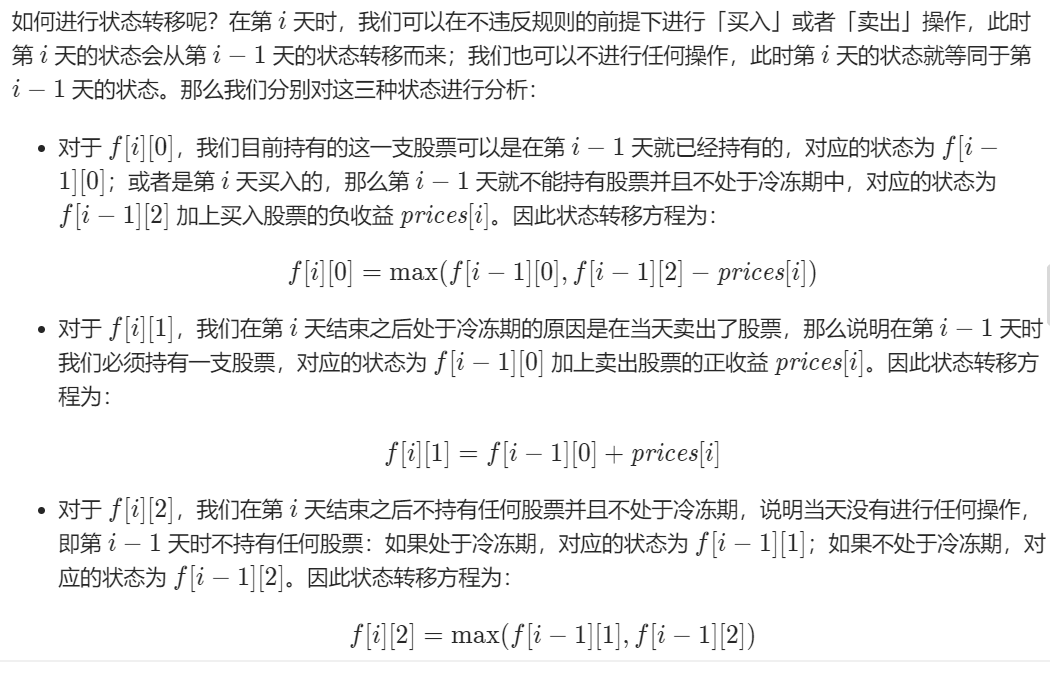 如何进行状态转移呢？在第 i 天时，我们可以在不违反规则的前提下进行「买入」或者「卖出」操作，此时
第 i 天的状态会从第 i − 1 天的状态转移而来；我们也可以不进行任何操作，此时第 i 天的状态就等同于第
i − 1 天的状态。那么我们分别对这三种状态进行分析：
• 对于 f[i][0]，我们目前持有的这一支股票可以是在第 i − 1 天就已经持有的，对应的状态为 f[i −
1][0]；或者是第 i 天买入的，那么第 i − 1 天就不能持有股票并且不处于冷冻期中，对应的状态为
f[i − 1][2] 加上买入股票的负收益 prices[i]。因此状态转移方程为：
f[i][0] = max(f[i − 1][0], f[i − 1][2] − prices[i])
• 对于 f[i][1]，我们在第 i 天结束之后处于冷冻期的原因是在当天卖出了股票，那么说明在第 i − 1 天时
我们必须持有一支股票，对应的状态为 f[i − 1][0] 加上卖出股票的正收益 prices[i]。因此状态转移方
程为：
f[i][1] = f[i − 1][0] + prices[i]
• 对于 f[i][2]，我们在第 i 天结束之后不持有任何股票并且不处于冷冻期，说明当天没有进行任何操作，
即第 i − 1 天时不持有任何股票：如果处于冷冻期，对应的状态为 f[i − 1][1]；如果不处于冷冻期，对
应的状态为 f[i − 1][2]。因此状态转移方程为：
f[i][2] = max(f[i − 1][1], f[i − 1][2])